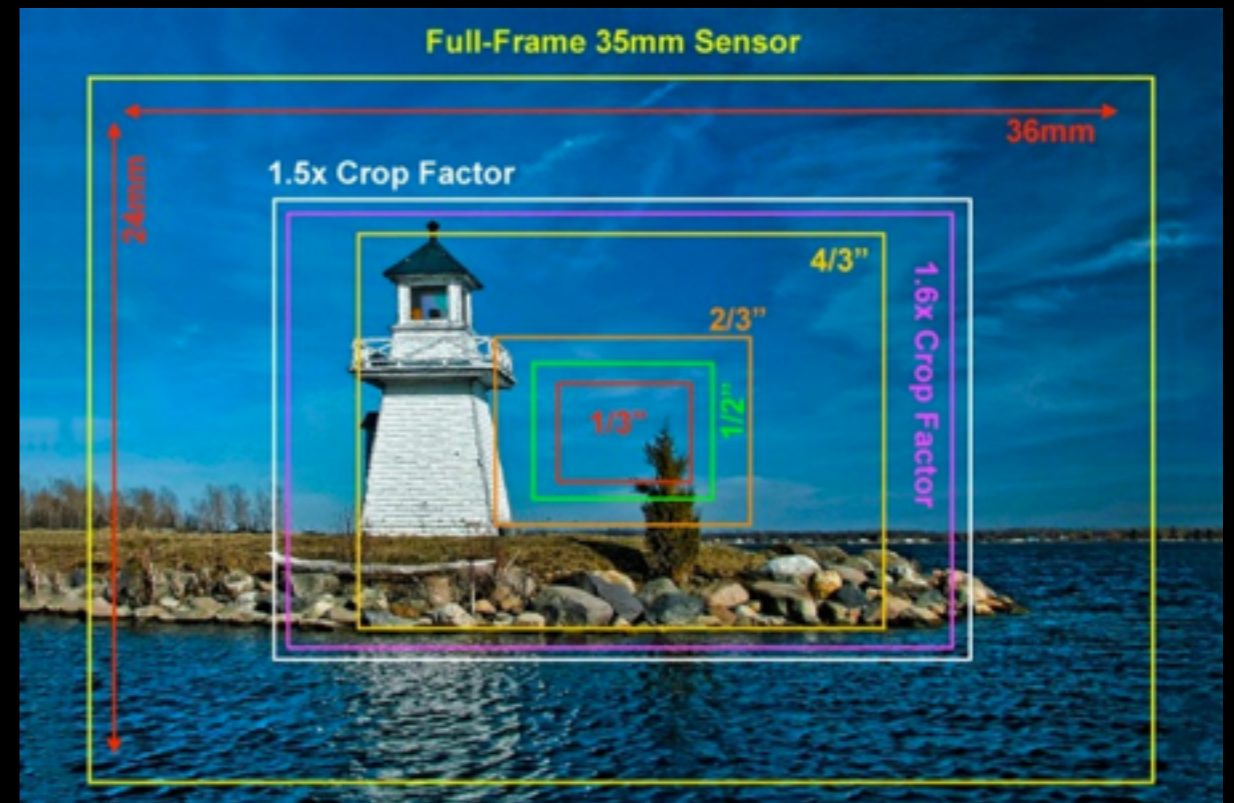 Full-Frame 35mm Sensor
36mm
24mm
1.5x Crop Factor
4/3”
1.6x Crop Factor
2/3”
1/2”
1/3”